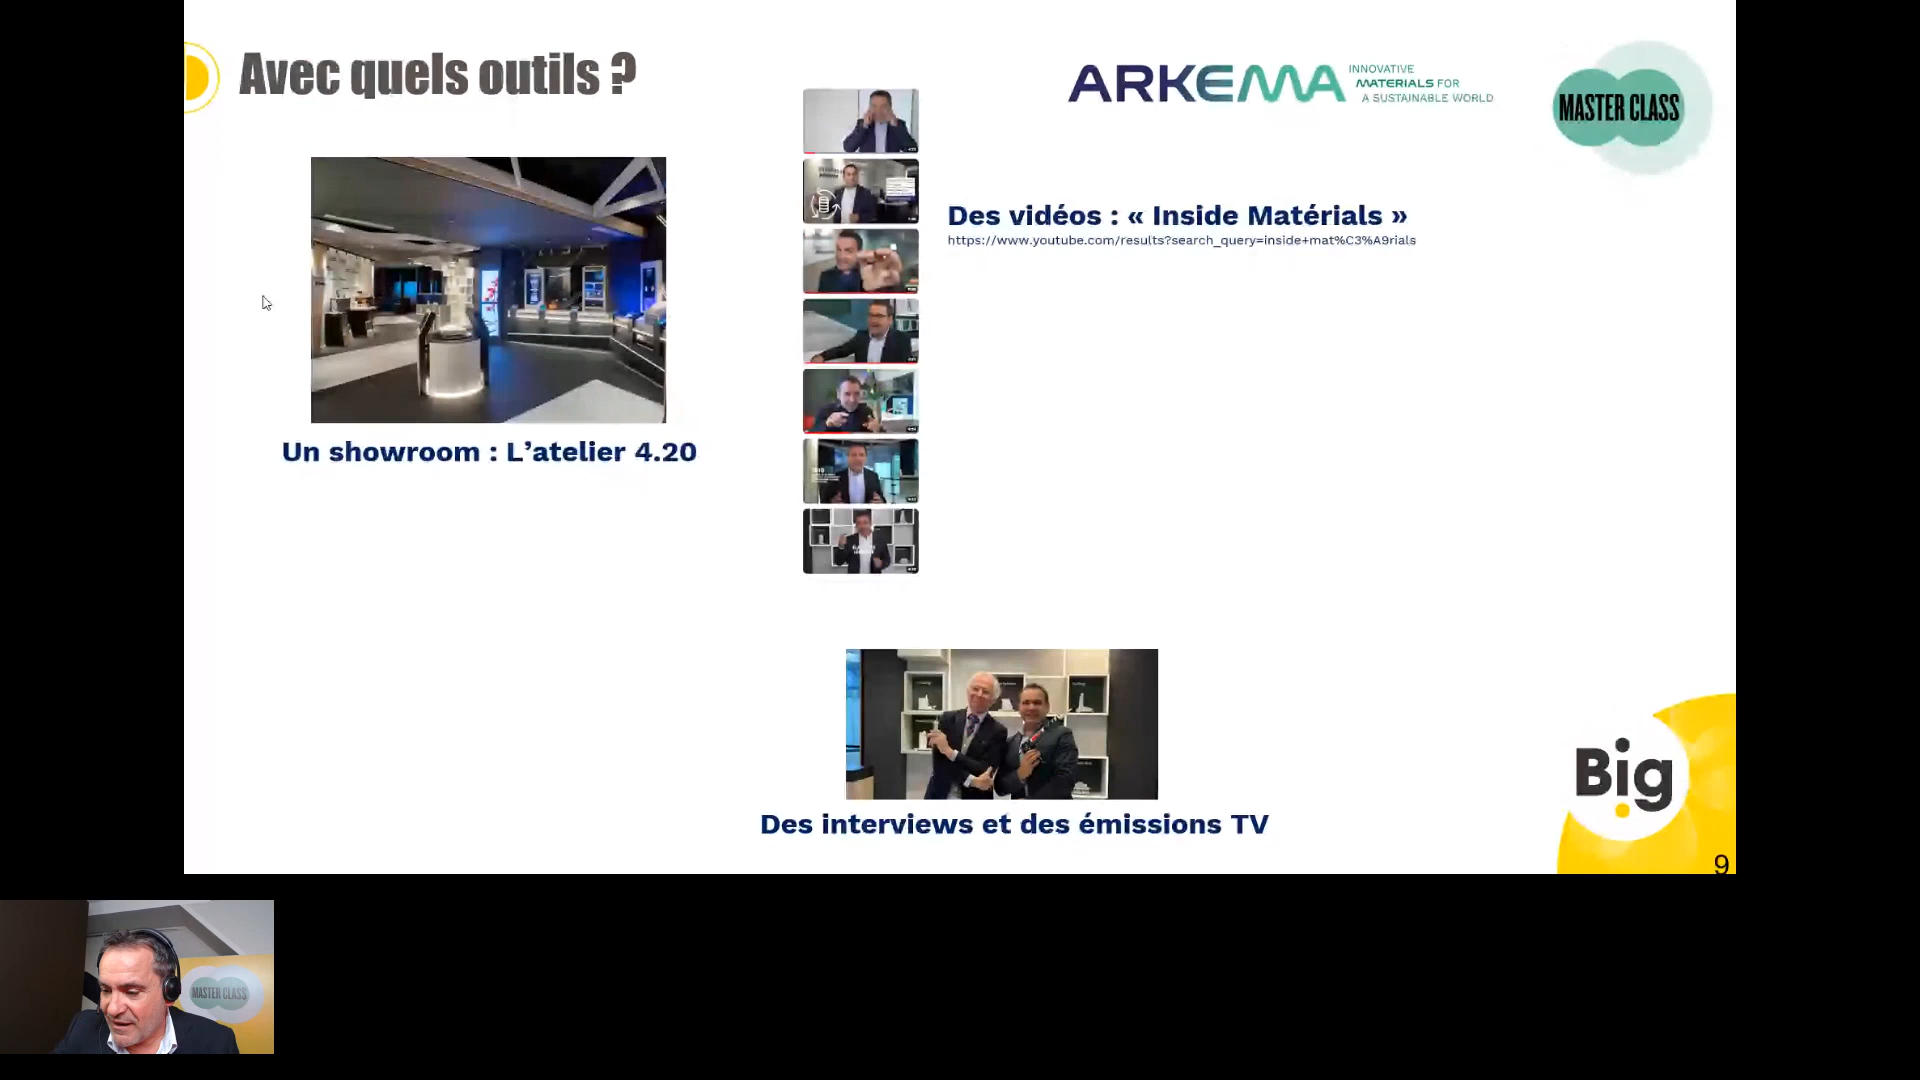 Avec quels outils ?
ARKEMA
INNOVATIVE
MATERIALS FOR
A SUSTAINABLE WORLD
MASTER CLASS
Des vidéos : « Inside Matérials »
https://www.youtube.com/results?search_query=inside+mat%C3%A9rials
Un showroom : L’atelier 4.20
Des interviews et des émissions TV
Big
9
MASTER CLASS